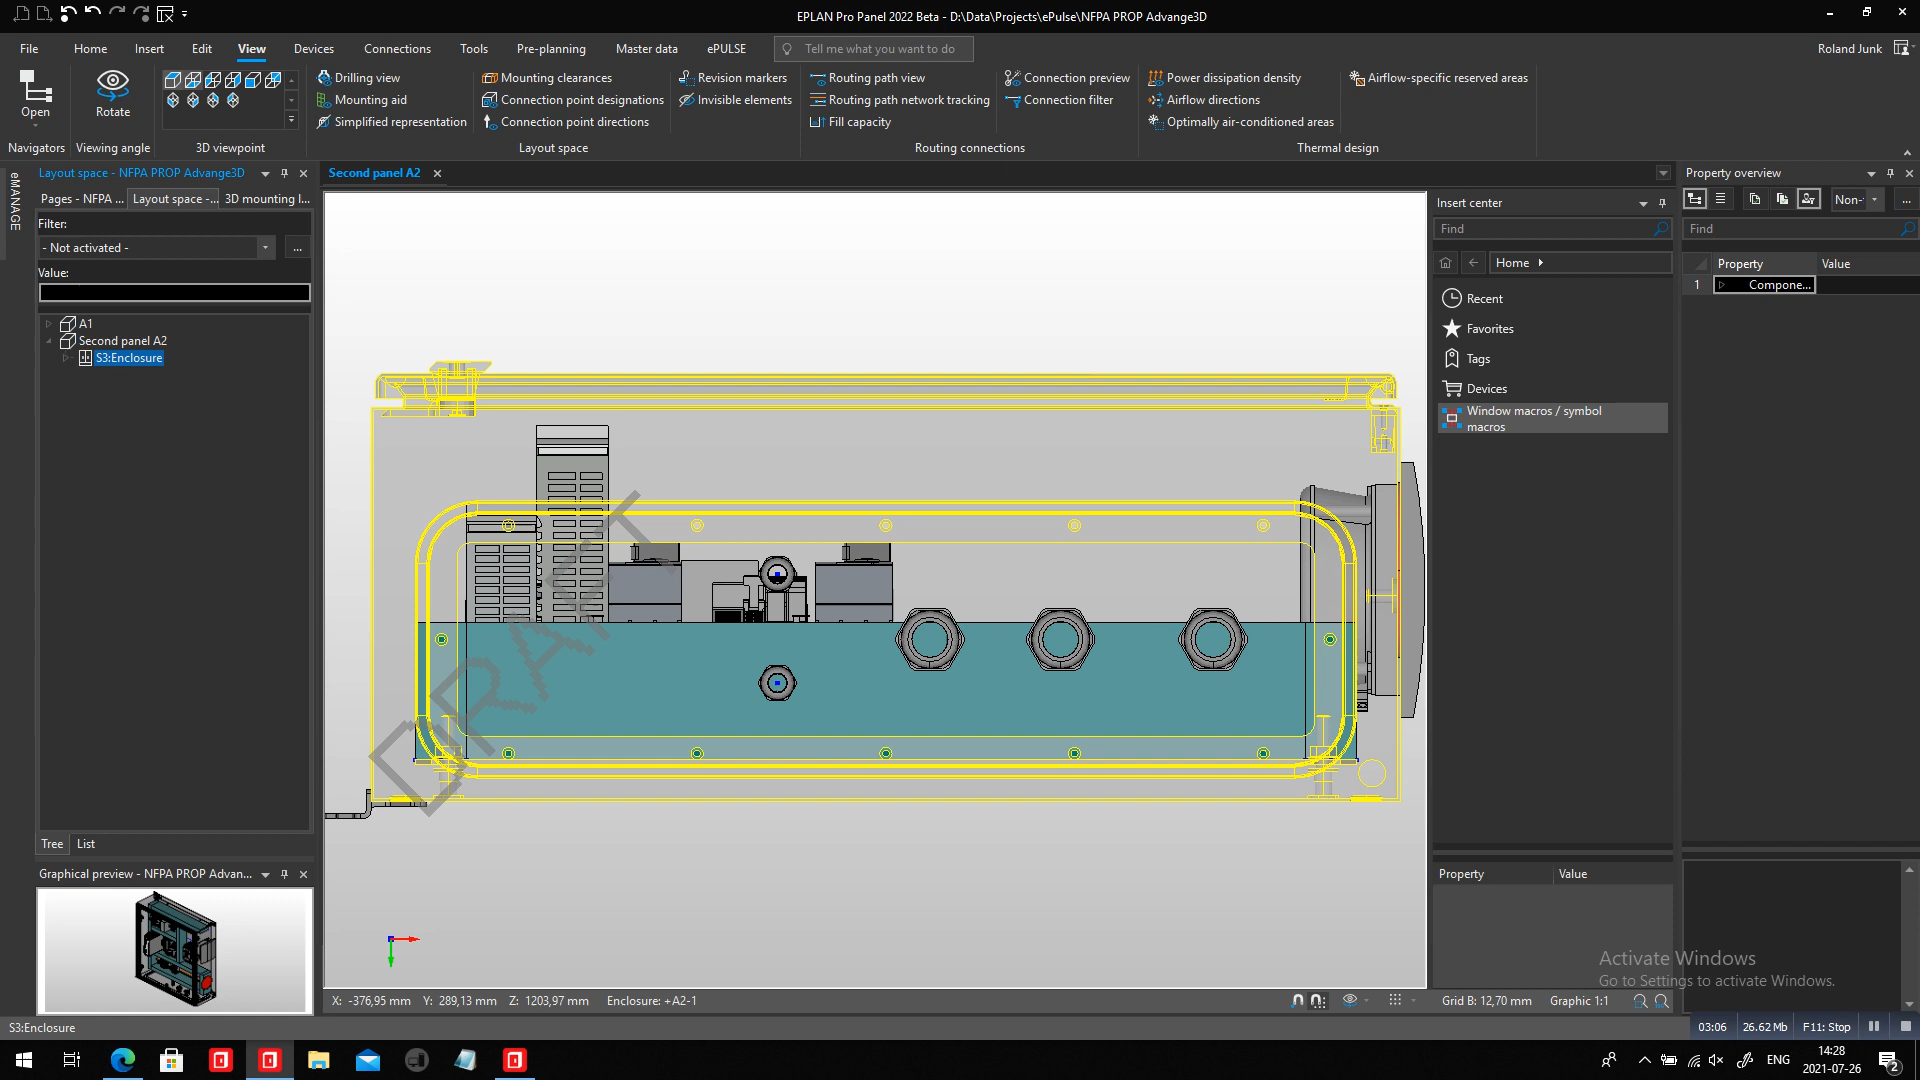 EPLAN Pro Panel 2022 Beta - D:\Data\Projects\ePulse\NFPA PROP Advange3D
File Home Insert Edit View Devices Connections Tools Pre-planning Master data ePULSE Tell me what you want to do Roland Junk
Open
Navigators
Rotate
Viewing angle
3D viewpoint
Drilling view
Mounting aid
Simplified representation
Mounting clearances
Connection point designations
Connection point directions
Revision markers
Invisible elements
Layout space
Routing path view
Routing path network tracking
Fill capacity
Connection preview
Connection filter
Routing connections
Power dissipation density
Airflow directions
Optimally air-conditioned areas
Airflow-specific reserved areas
Thermal design
eMANAGE
Layout space - NFPA PROP Advange3D
Pages - NFPA ... Layout space -... 3D mounting l...
Filter:
- Not activated - ...
Value:
A1
Second panel A2
S3:Enclosure
Tree List
Graphical preview - NFPA PROP Advan...
Second panel A2
DRAFT
X: -376,95 mm Y: 289,13 mm Z: 1203,97 mm Enclosure: +A2-1
Grid B: 12,70 mm Graphic 1:1
Insert center
Find
Home
Recent
Favorites
Tags
Devices
Window macros / symbol
macros
Property Value
Property overview
Non- ...
Find
Property Value
1 Compone...
Activate Windows
Go to Settings to activate Windows.
S3:Enclosure
03:06 26.62 Mb F11: Stop
ENG
14:28
2021-07-26
2